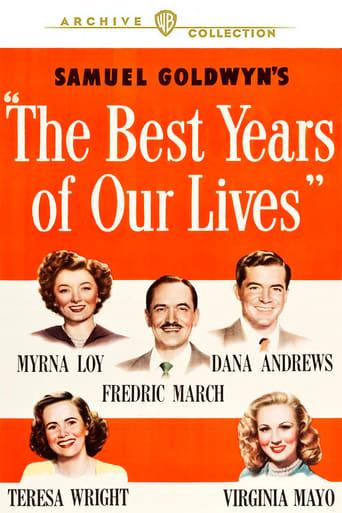 ARCHIVE WB COLLECTION
SAMUEL GOLDWYN'S
"The Best Years
of Our Lives"
MYRNA LOY
DANA ANDREWS
FREDRIC MARCH
TERESA WRIGHT
VIRGINIA MAYO